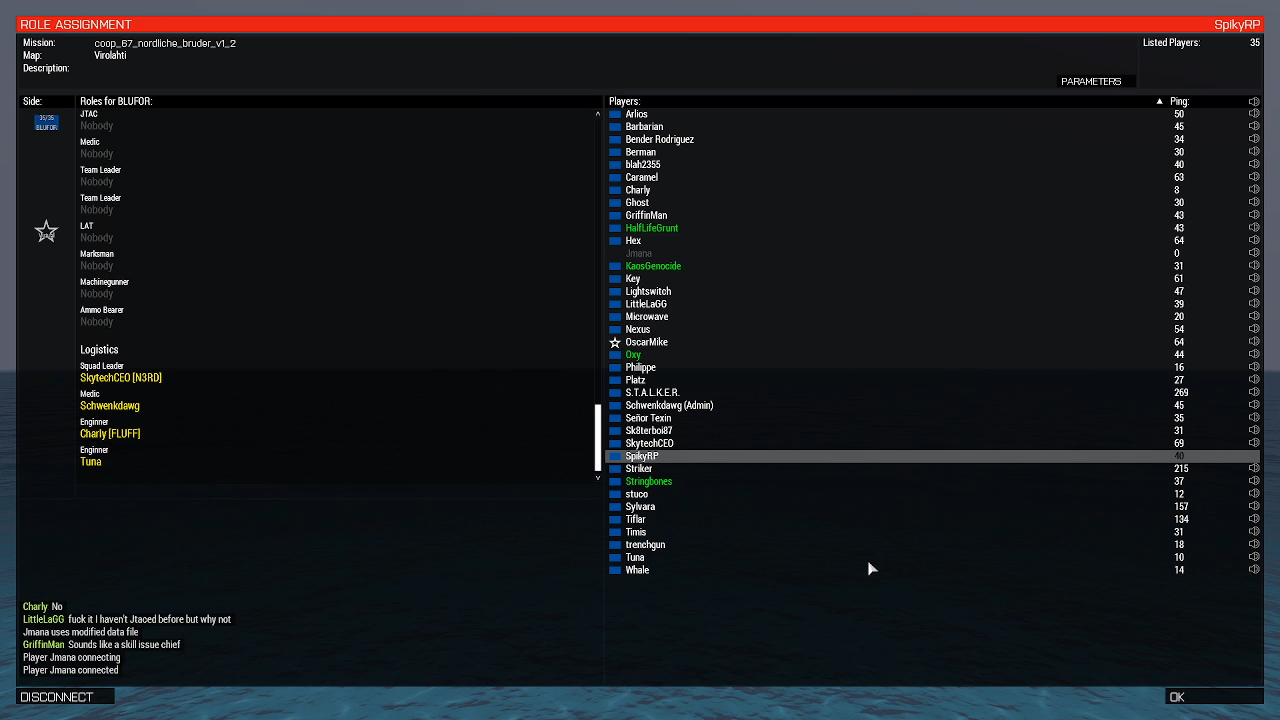 ROLE ASSIGNMENT SpikyRP
Mission: coop_67_nordliche_bruder_v1_2 Listed Players: 35
Map: Virolahti
Description:
PARAMETERS
Side: Roles for BLUFOR:
35/35
BLUFOR
JTAC
Nobody
Medic
Nobody
Team Leader
Nobody
Team Leader
Nobody
LAT
Nobody
Marksman
Nobody
Machinegunner
Nobody
Ammo Bearer
Nobody
Logistics
Squad Leader
SkytechCEO [N3RD]
Medic
Schwenkdawg
Enginner
Charly [FLUFF]
Enginner
Tuna
Players: Ping:
Arlios 50
Barbarian 45
Bender Rodriguez 34
Berman 30
blah2355 40
Caramel 63
Charly 8
Ghost 30
GriffinMan 43
HalfLifeGrunt 43
Hex 64
Jmana 0
KaosGenocide 31
Key 61
Lightswitch 47
LittleLaGG 39
Microwave 20
Nexus 54
OscarMike 64
Oxy 44
Philippe 16
Platz 27
S.T.A.L.K.E.R. 269
Schwenkdawg (Admin) 45
Señor Texin 35
Sk8terboi87 31
SkytechCEO 69
SpikyRP 40
Striker 215
Stringbones 37
stuco 12
Sylvara 157
Tiflar 134
Timis 31
trenchgun 18
Tuna 10
Whale 14
Charly No
LittleLaGG fuck it I haven't Jtaced before but why not
Jmana uses modified data file
GriffinMan Sounds like a skill issue chief
Player Jmana connecting
Player Jmana connected
DISCONNECT OK